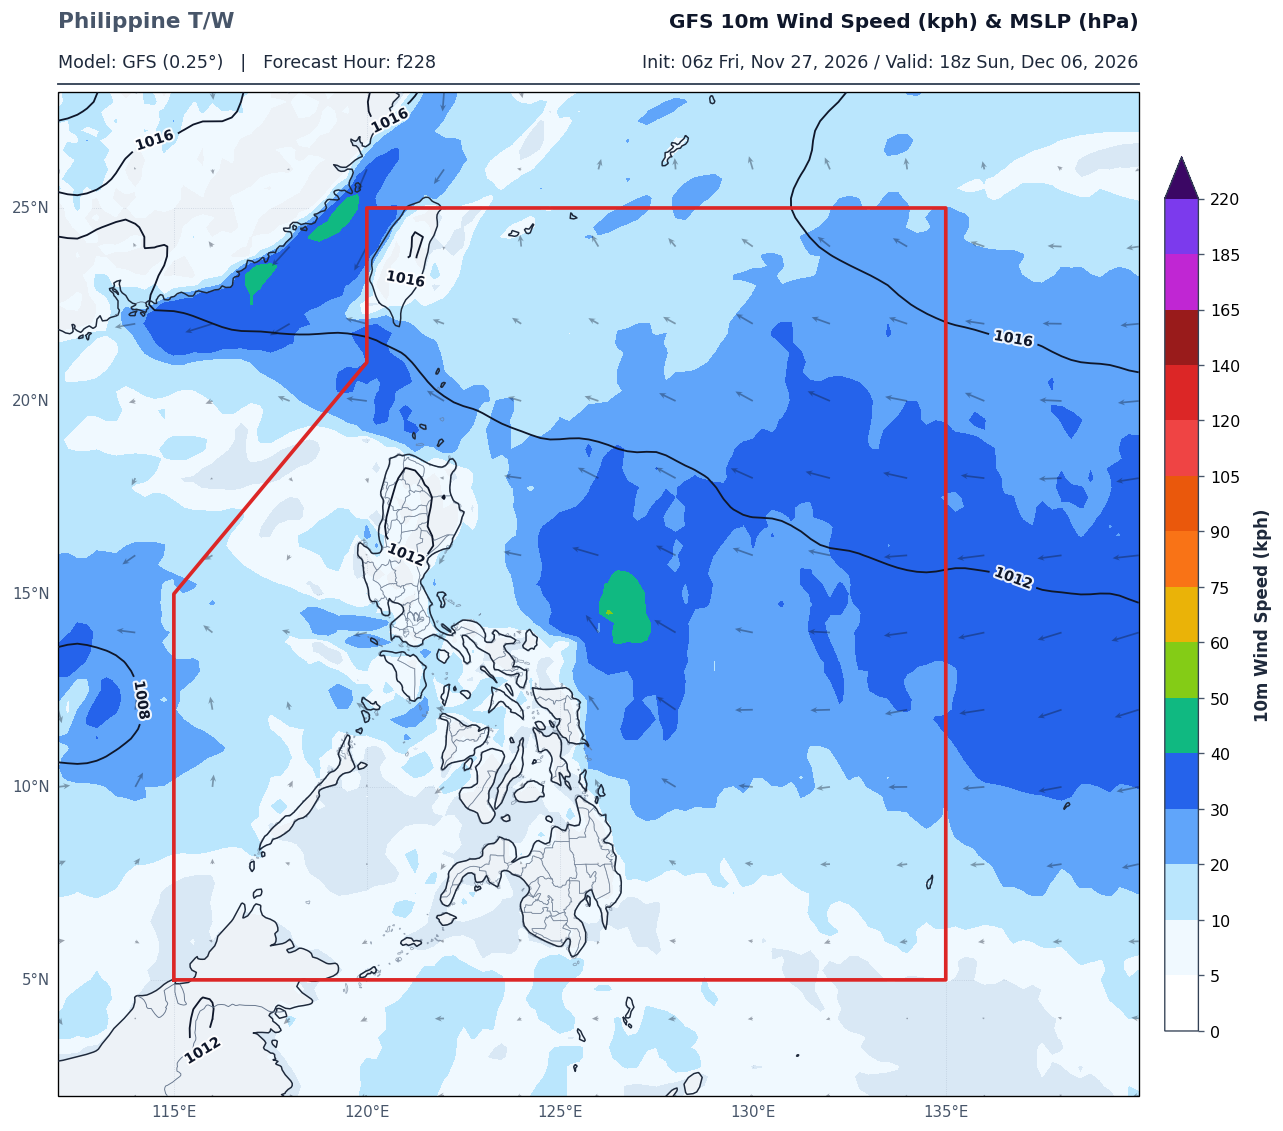 Philippine T/W
GFS 10m Wind Speed (kph) & MSLP (hPa)
Model: GFS (0.25°)   |   Forecast Hour: f228
Init: 06z Fri, Nov 27, 2026 / Valid: 18z Sun, Dec 06, 2026
1016
1016
25°N
1016
1016
20°N
1012
15°N
1012
1008
10°N
5°N
1012
115°E
120°E
125°E
130°E
135°E
220
185
165
140
120
105
90
75
60
50
40
30
20
10
5
0
10m Wind Speed (kph)